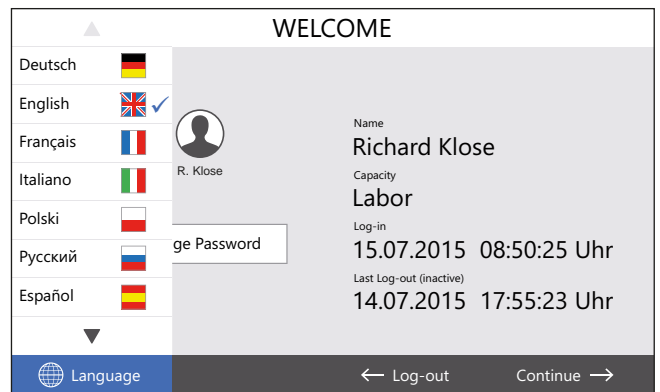 WELCOME
Deutsch
English
Français
Italiano
Polski
Русский
Español
R. Klose
ge Password
Name
Richard Klose
Capacity
Labor
Log-in
15.07.2015 08:50:25 Uhr
Last Log-out (inactive)
14.07.2015 17:55:23 Uhr
Language
Log-out
Continue